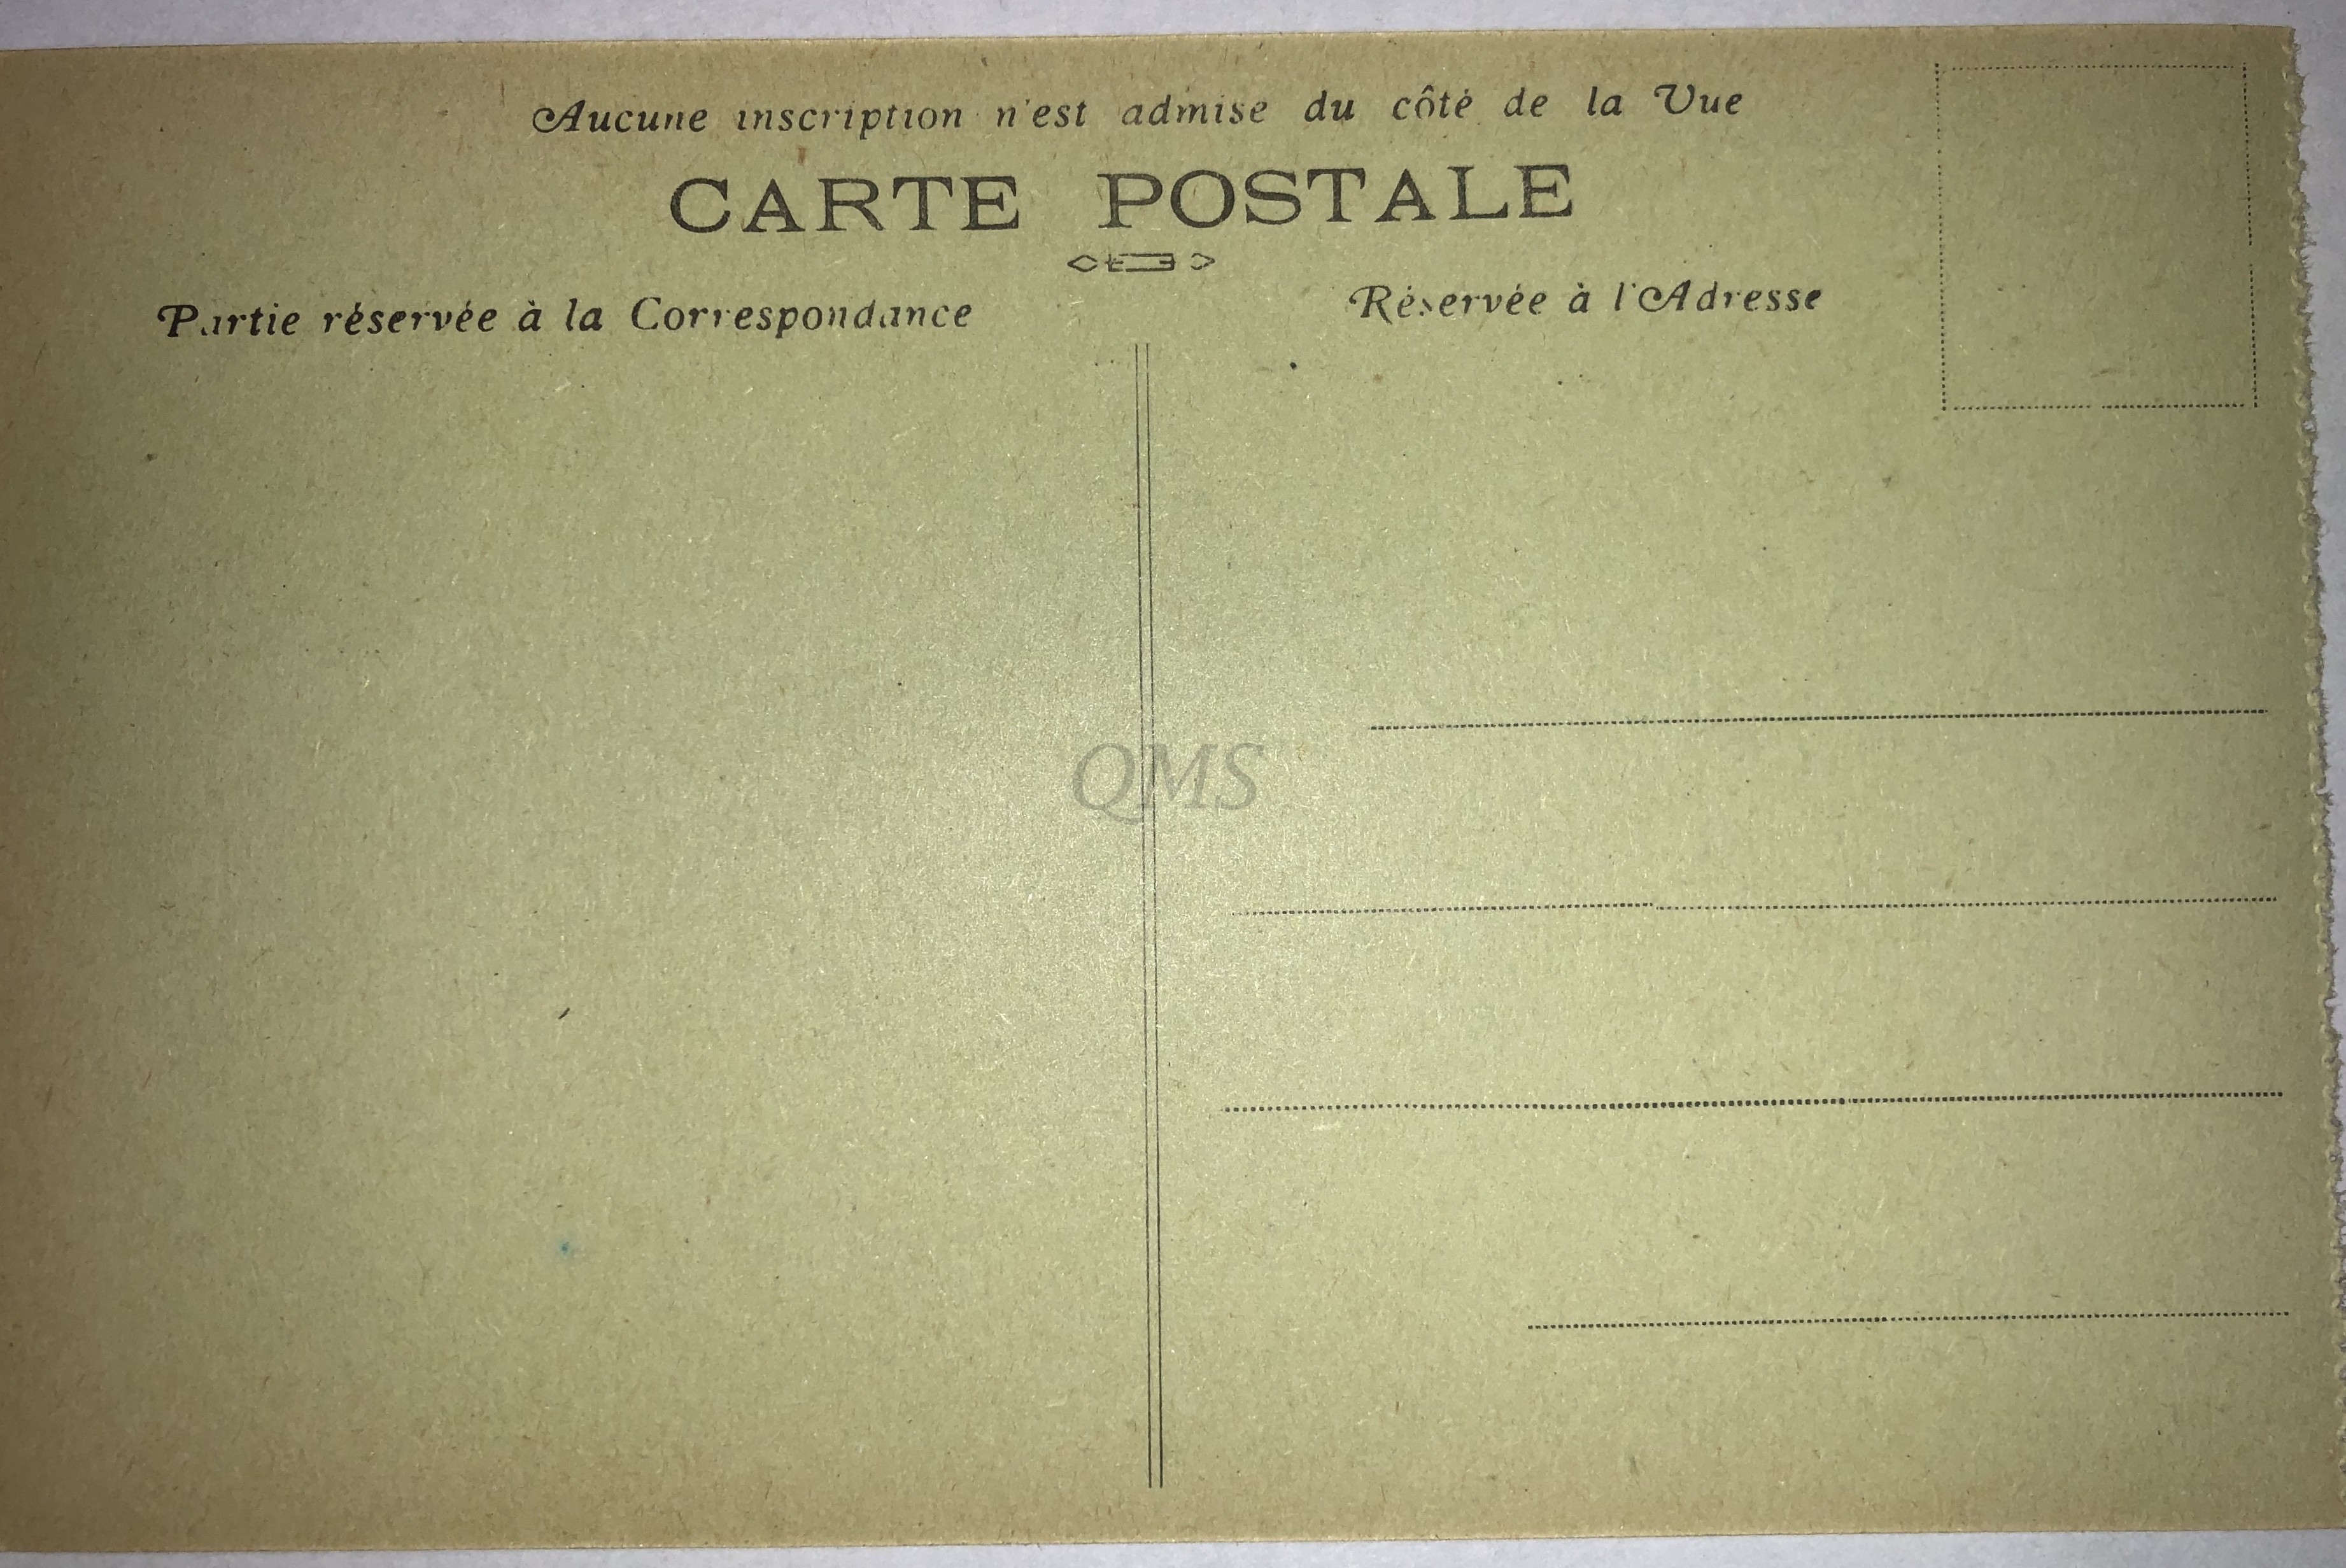 Aucune inscription n'est admise du côté de la Vue
CARTE POSTALE
Partie réservée à la Correspondance
Réservée à l'Adresse
QMS